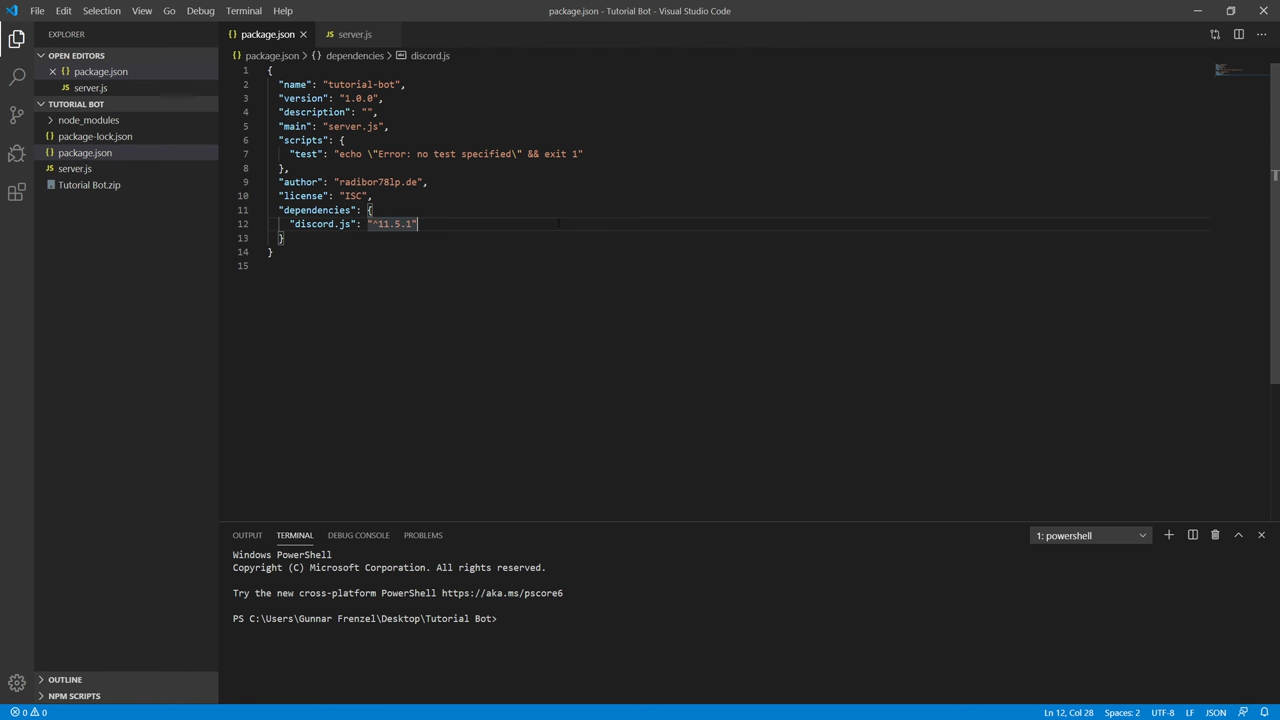 File Edit Selection View Go Debug Terminal Help
package.json - Tutorial Bot - Visual Studio Code
EXPLORER
OPEN EDITORS
package.json
server.js
TUTORIAL BOT
node_modules
package-lock.json
package.json
server.js
Tutorial Bot.zip
OUTLINE
NPM SCRIPTS
package.json
server.js
package.json > {} dependencies > discord.js
1 {
2 "name": "tutorial-bot",
3 "version": "1.0.0",
4 "description": "",
5 "main": "server.js",
6 "scripts": {
7 "test": "echo \"Error: no test specified\" && exit 1"
8 },
9 "author": "radibor78lp.de",
10 "license": "ISC",
11 "dependencies": {
12 "discord.js": "^11.5.1"
13 }
14 }
15
OUTPUT TERMINAL DEBUG CONSOLE PROBLEMS
1: powershell
Windows PowerShell
Copyright (C) Microsoft Corporation. All rights reserved.
Try the new cross-platform PowerShell https://aka.ms/pscore6
PS C:\Users\Gunnar Frenzel\Desktop\Tutorial Bot>
0 0
Ln 12, Col 28 Spaces: 2 UTF-8 LF JSON